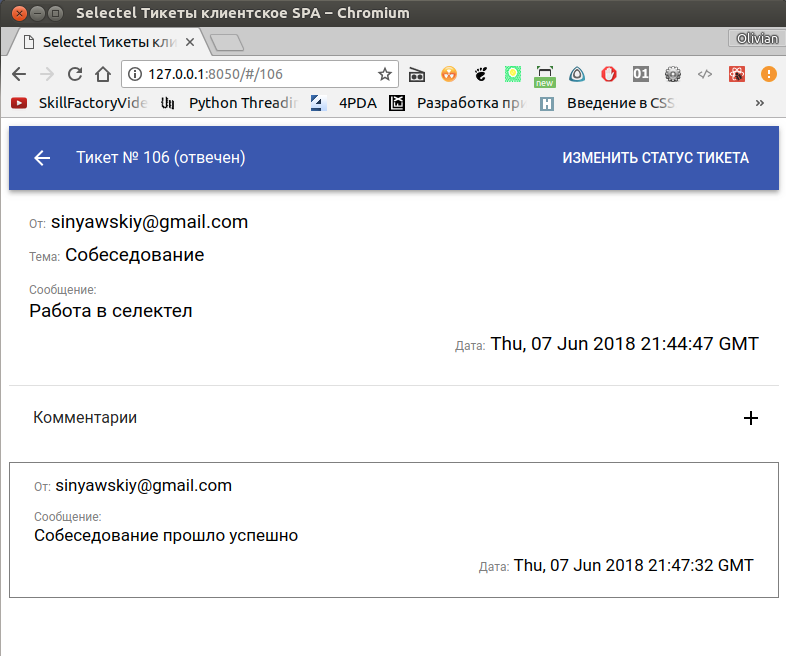 Selectel Тикеты клиентское SPA – Chromium
Selectel Тикеты кли
Olivian
127.0.0.1:8050/#/106
new
01
SkillFactoryVide
Python Threadin
4PDA
Разработка при
H
Введение в CSS
»
Тикет № 106 (отвечен)
ИЗМЕНИТЬ СТАТУС ТИКЕТА
От: sinyawskiy@gmail.com
Тема: Собеседование
Сообщение:
Работа в селектел
Дата: Thu, 07 Jun 2018 21:44:47 GMT
Комментарии
От: sinyawskiy@gmail.com
Сообщение:
Собеседование прошло успешно
Дата: Thu, 07 Jun 2018 21:47:32 GMT